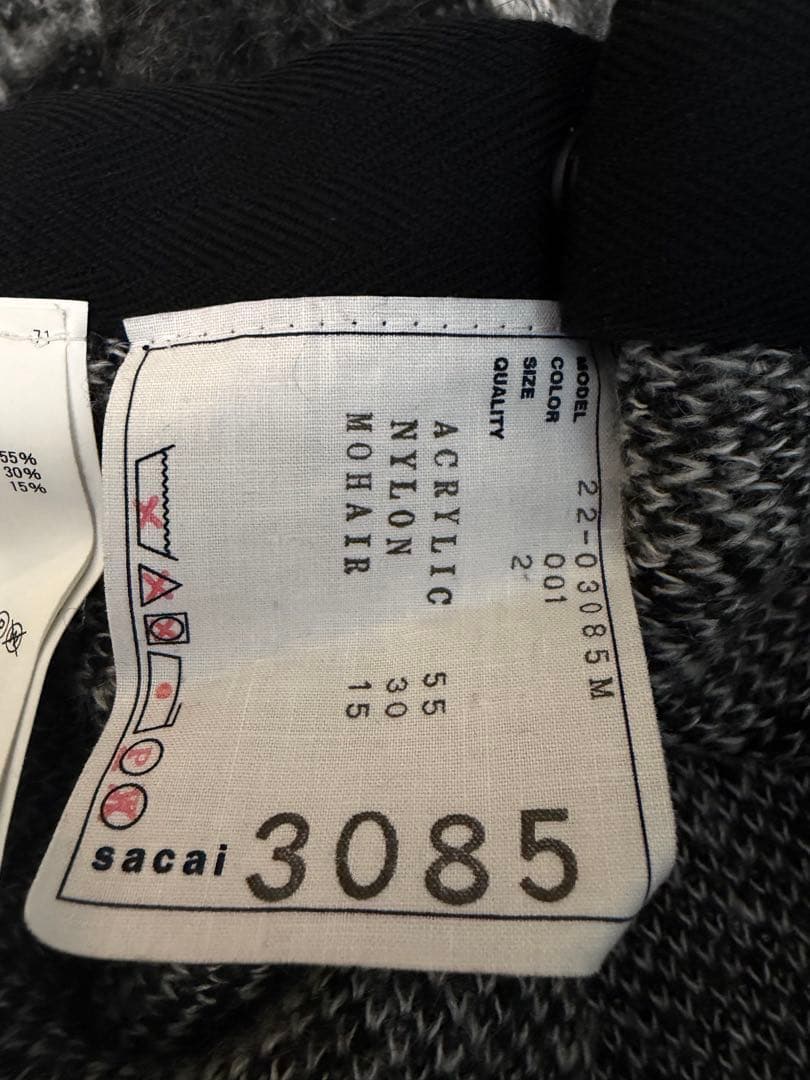 MODEL 22-03085M
COLOR 001
SIZE 2
QUALITY
ACRYLIC 55
NYLON 30
MOHAIR 15
P
W
sacai 3085
55%
30%
15%